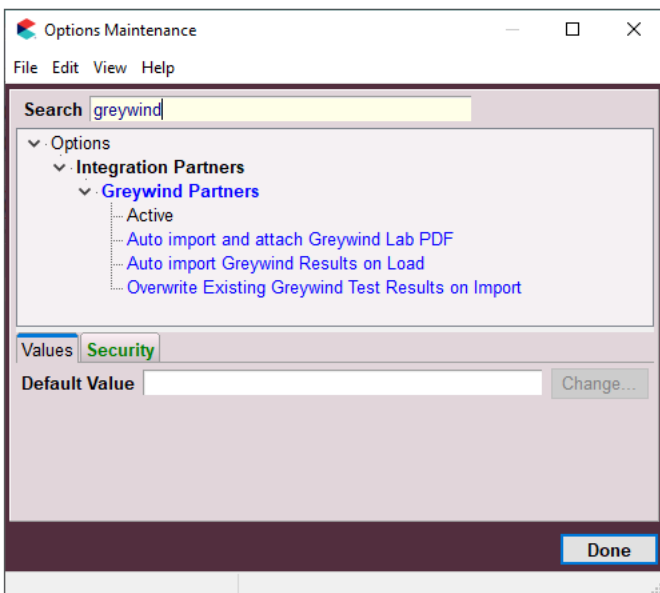 Options Maintenance
File Edit View Help
Search greywind
Options
Integration Partners
Greywind Partners
Active
Auto import and attach Greywind Lab PDF
Auto import Greywind Results on Load
Overwrite Existing Greywind Test Results on Import
Values Security
Default Value Change...
Done